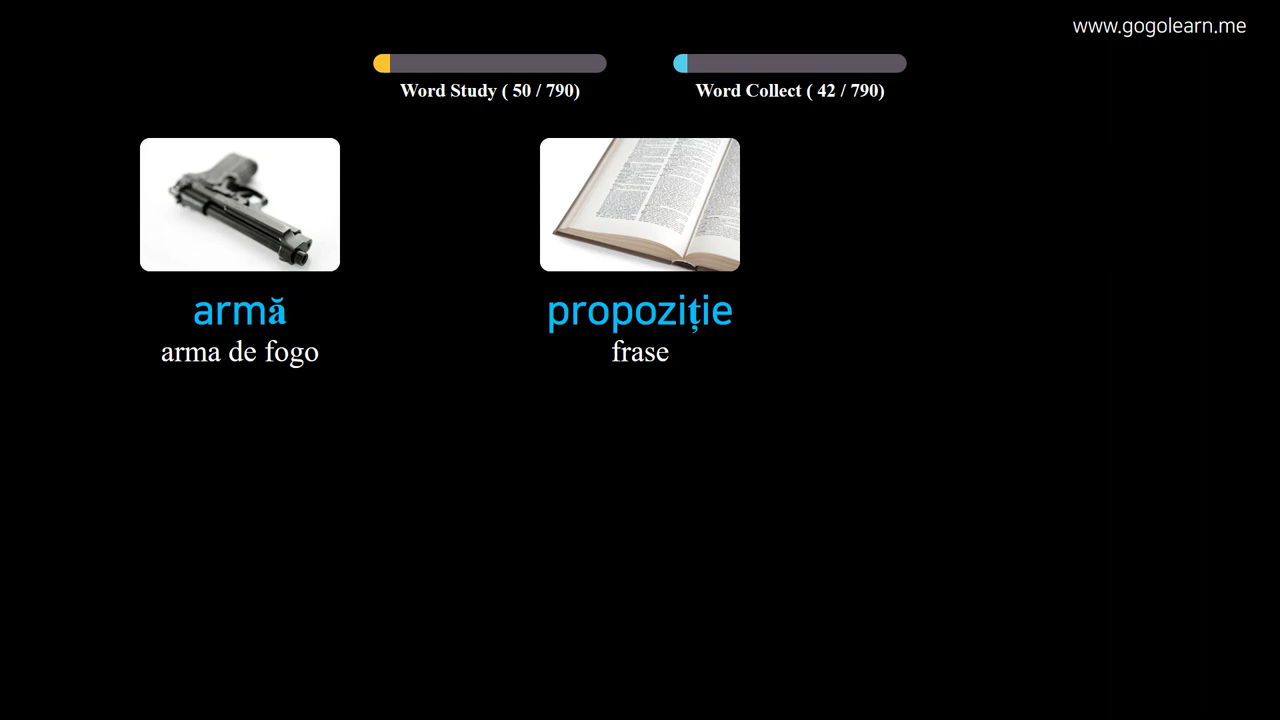 www.gogolearn.me
Word Study ( 50 / 790)
Word Collect ( 42 / 790)
armă
arma de fogo
propoziție
frase